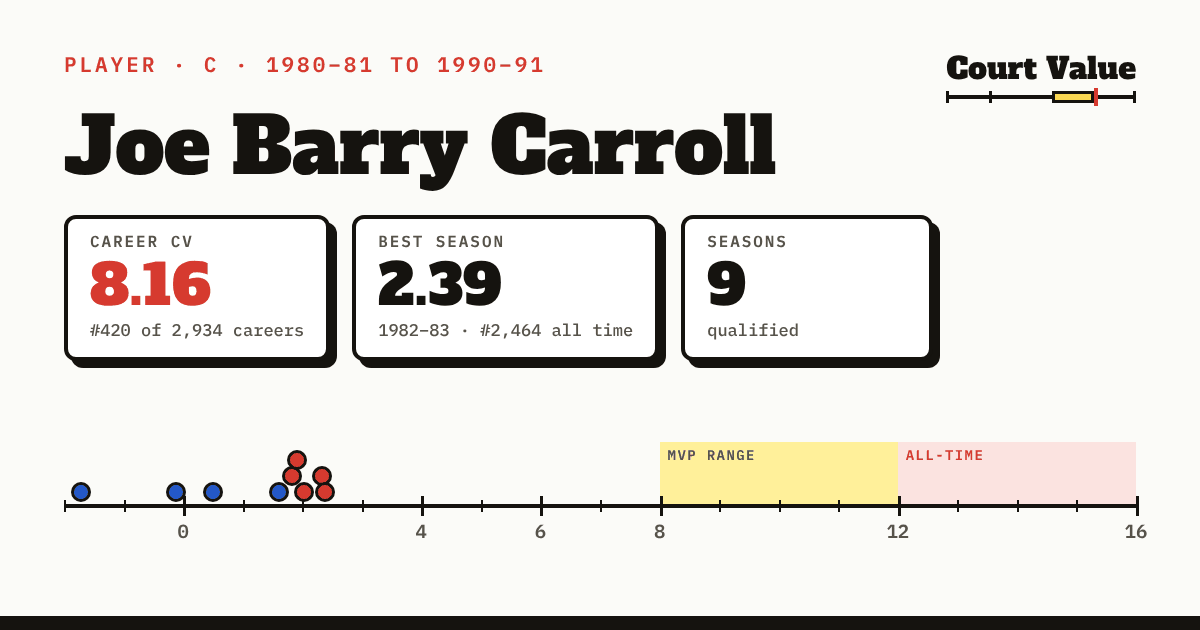 PLAYER · C · 1980–81 TO 1990–91
Court Value
Joe Barry Carroll
CAREER CV
8.16
#420 of 2,934 careers
BEST SEASON
2.39
1982–83 · #2,464 all time
SEASONS
9
qualified
MVP RANGE
ALL-TIME
0 4 6 8 12 16